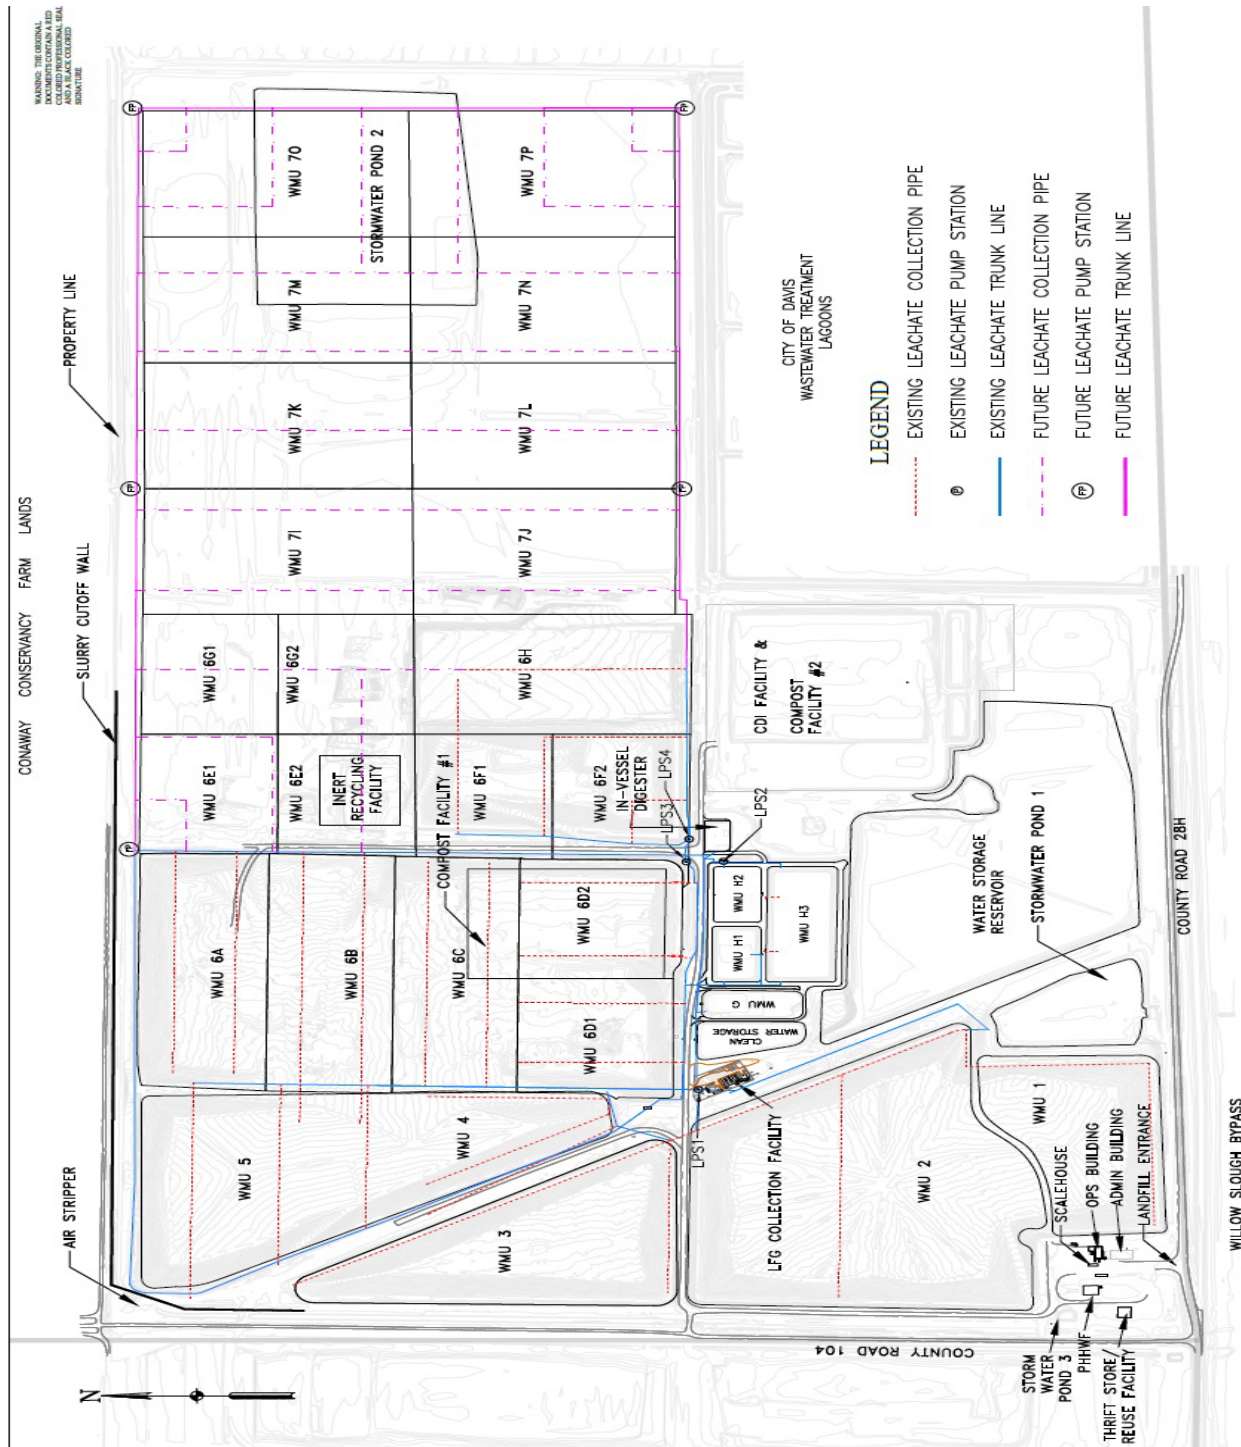 WARNING: THE ORIGINAL
DOCUMENTS CONTAIN A RED
COLORED PROFESSIONAL SEAL
AND A BLACK COLORED
SIGNATURE
CONAWAY CONSERVANCY FARM LANDS
PROPERTY LINE
SLURRY CUTOFF WALL
AIR STRIPPER
N
FP
FP
FP
FP
FP
WMU 7O
STORMWATER POND 2
WMU 7P
WMU 7M
WMU 7N
WMU 7K
WMU 7L
WMU 7I
WMU 7J
WMU 6G1
WMU 6G2
WMU 6H
WMU 6E1
WMU 6E2
INERT
RECYCLING
FACILITY
COMPOST FACILITY #1
WMU 6F1
WMU 6F2
IN-VESSEL
DIGESTER
LPS3
LPS4
LPS2
WMU 6A
WMU 6B
WMU 6C
WMU 6D2
WMU 6D1
WMU 5
WMU 4
WMU 3
LPS1
LFG COLLECTION FACILITY
WMU 2
WMU 1
WMU H2
WMU H1
WMU H3
WMU G
CLEAN
WATER STORAGE
CDI FACILITY &
COMPOST
FACILITY #2
WATER STORAGE
RESERVOIR
STORMWATER POND 1
CITY OF DAVIS
WASTEWATER TREATMENT
LAGOONS
LEGEND
EXISTING LEACHATE COLLECTION PIPE
P
EXISTING LEACHATE PUMP STATION
EXISTING LEACHATE TRUNK LINE
FUTURE LEACHATE COLLECTION PIPE
FP
FUTURE LEACHATE PUMP STATION
FUTURE LEACHATE TRUNK LINE
SCALEHOUSE
OPS BUILDING
ADMIN BUILDING
LANDFILL ENTRANCE
STORM
WATER
POND 3
PHHWF
THRIFT STORE/
REUSE FACILITY
COUNTY ROAD 104
COUNTY ROAD 28H
WILLOW SLOUGH BYPASS